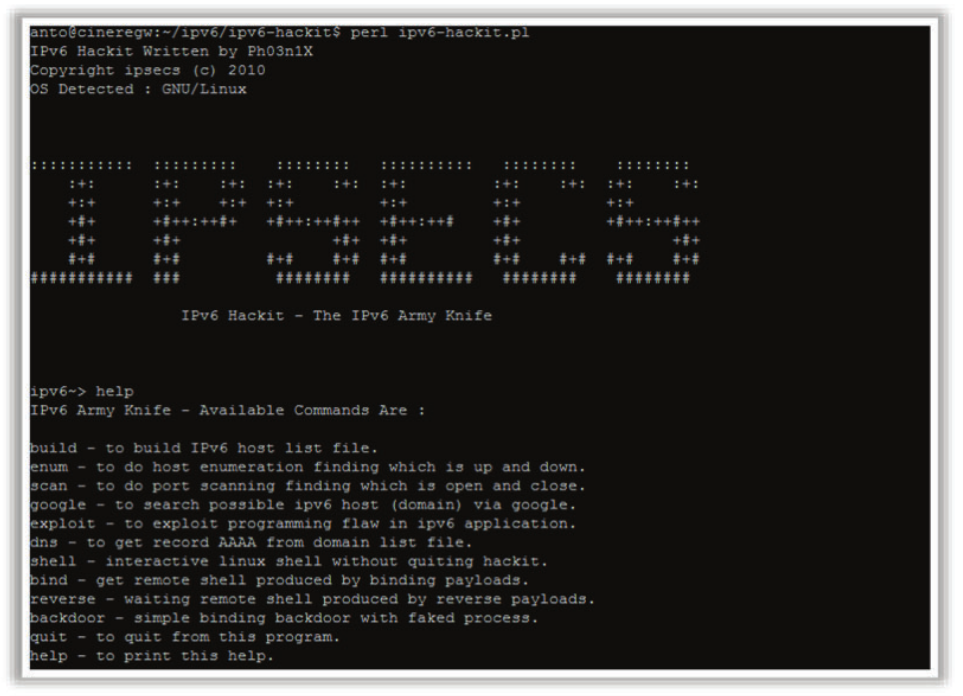 anto@cineregw:~/ipv6/ipv6-hackit$ perl ipv6-hackit.pl
IPv6 Hackit Written by Ph03n1X
Copyright ipsecs (c) 2010
OS Detected : GNU/Linux
IPSECS
IPv6 Hackit - The IPv6 Army Knife
ipv6~> help
IPv6 Army Knife - Available Commands Are :
build - to build IPv6 host list file.
enum - to do host enumeration finding which is up and down.
scan - to do port scanning finding which is open and close.
google - to search possible ipv6 host (domain) via google.
exploit - to exploit programming flaw in ipv6 application.
dns - to get record AAAA from domain list file.
shell - interactive linux shell without quiting hackit.
bind - get remote shell produced by binding payloads.
reverse - waiting remote shell produced by reverse payloads.
backdoor - simple binding backdoor with faked process.
quit - to quit from this program.
help - to print this help.